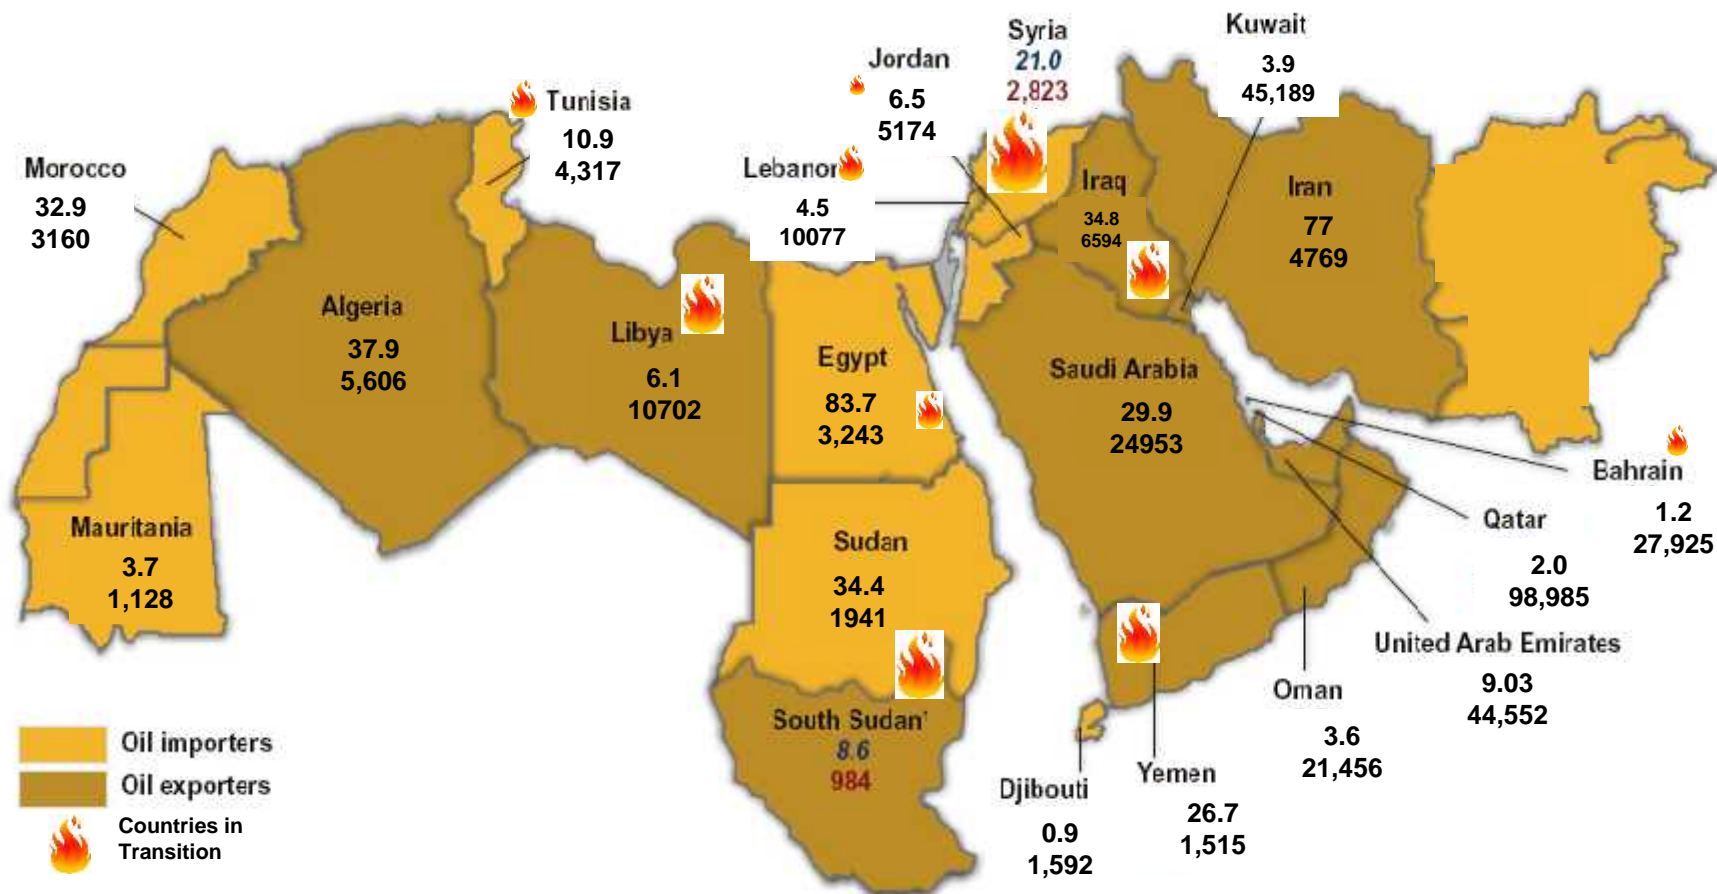 Kuwait
3.9
45,189
Syria
21.0
2,823
Jordan
6.5
5174
Tunisia
10.9
4,317
Morocco
32.9
3160
Lebanon
4.5
10077
Iraq
34.8
6594
Iran
77
4769
Algeria
37.9
5,606
Libya
6.1
10702
Egypt
83.7
3,243
Saudi Arabia
29.9
24953
Bahrain
1.2
27,925
Qatar
2.0
98,985
Mauritania
3.7
1,128
Sudan
34.4
1941
United Arab Emirates
9.03
44,552
Oman
3.6
21,456
South Sudan'
8.6
984
Yemen
26.7
1,515
Djibouti
0.9
1,592
Oil importers
Oil exporters
Countries in
Transition